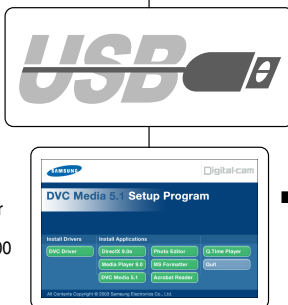 USB
SAMSUNG
Digital-cam
DVC Media 5.1 Setup Program
r
00
Install Drivers Install Applications
DVC Driver DirectX 9.0b Photo Editor Q.Time Player
Media Player 9.0 MS Formatter Quit
DVC Media 5.1 Acrobat Reader
All Contents Copyright © 2003 Samsung Electronics Co., Ltd.